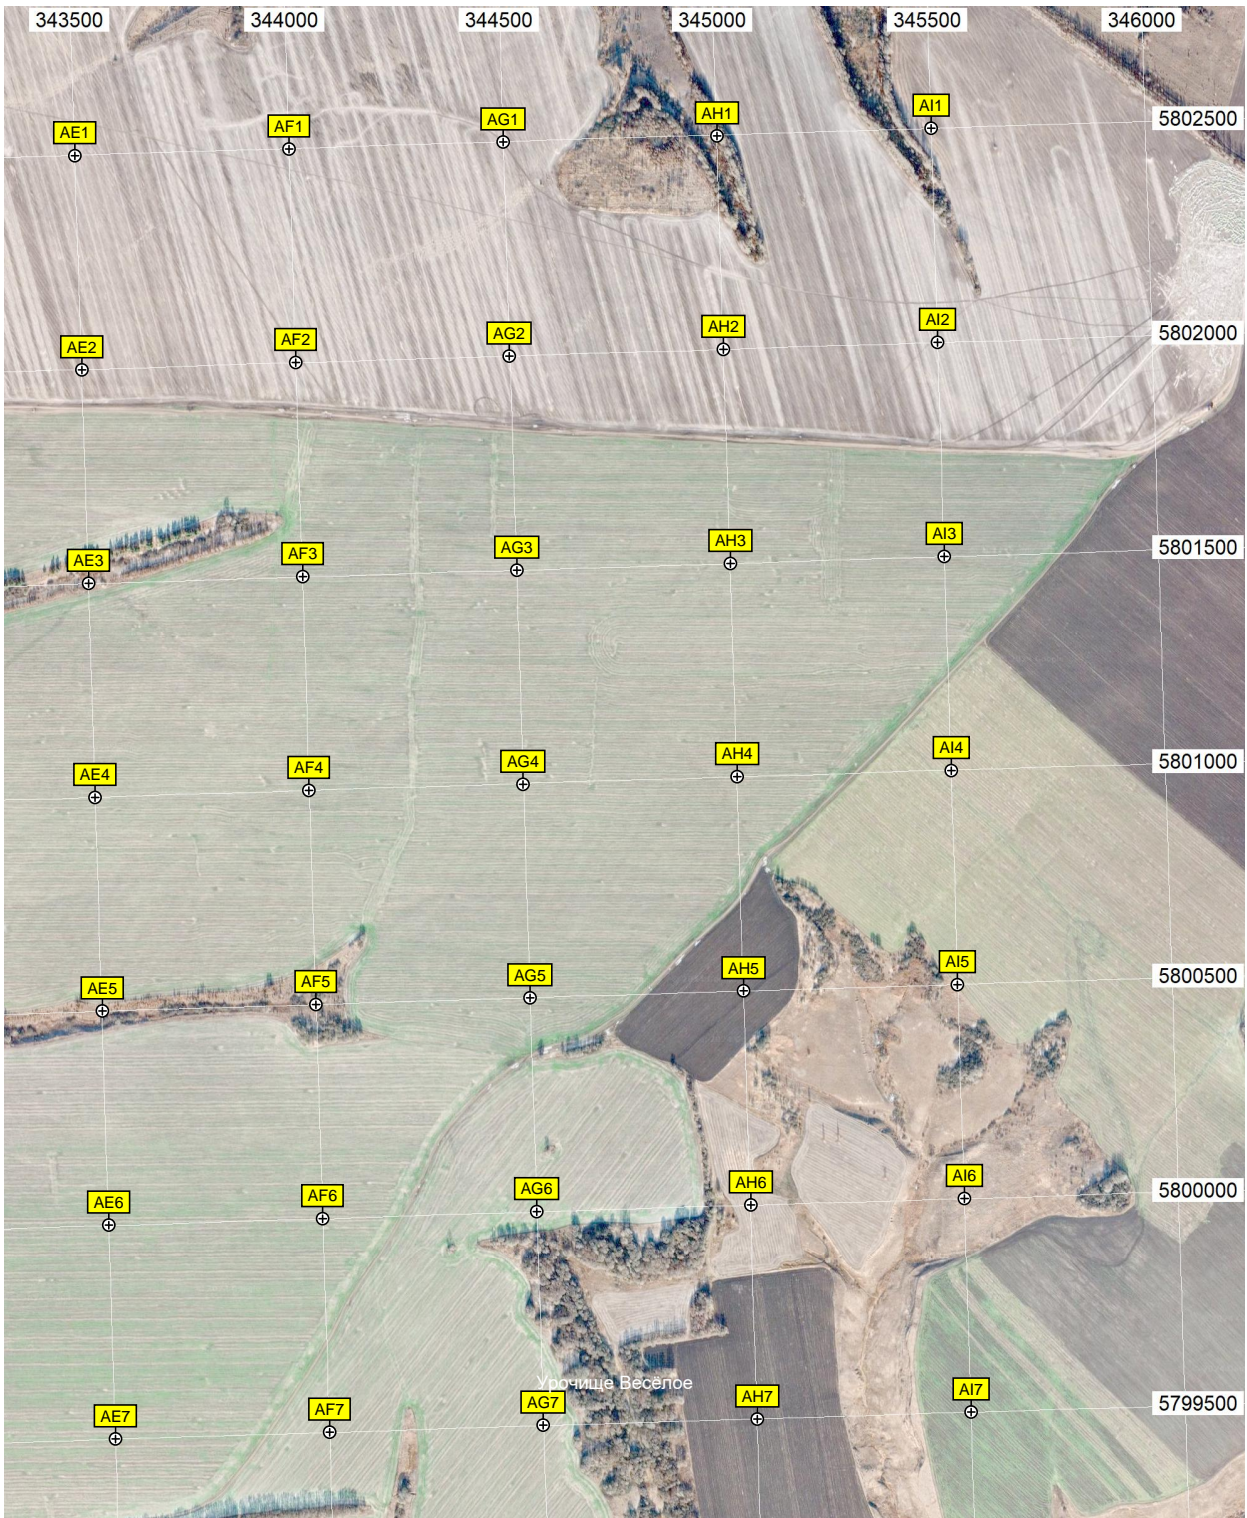 343500 344000 344500 345000 345500 346000
AE1 AF1 AG1 AH1 AI1 5802500
AE2 AF2 AG2 AH2 AI2 5802000
AE3 AF3 AG3 AH3 AI3 5801500
AE4 AF4 AG4 AH4 AI4 5801000
AE5 AF5 AG5 AH5 AI5 5800500
AE6 AF6 AG6 AH6 AI6 5800000
Урочище Весёлое
AE7 AF7 AG7 AH7 AI7 5799500